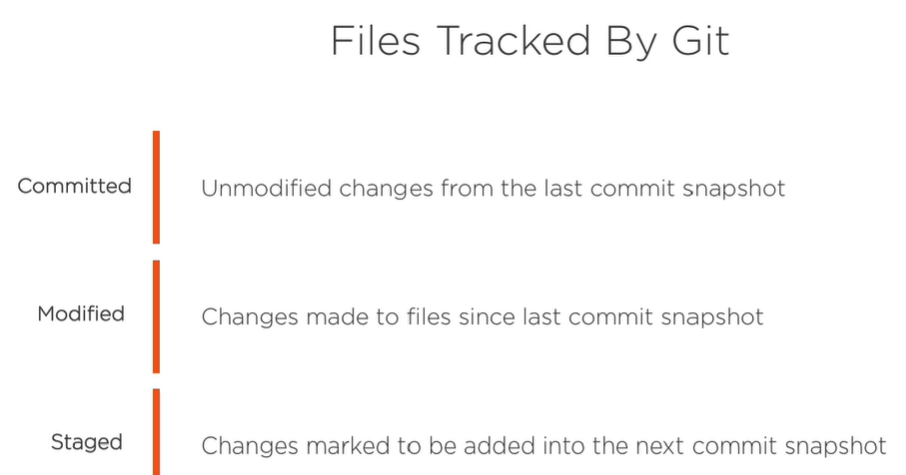 Files Tracked By Git
Committed
Unmodified changes from the last commit snapshot
Modified
Changes made to files since last commit snapshot
Staged
Changes marked to be added into the next commit snapshot